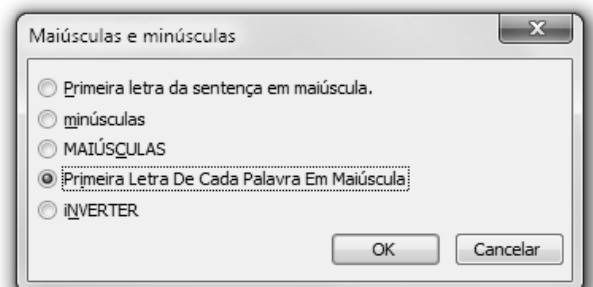 Maiúsculas e minúsculas
Primeira letra da sentença em maiúscula.
minúsculas
MAIÚSCULAS
Primeira Letra De Cada Palavra Em Maiúscula
iNVERTER
OK Cancelar